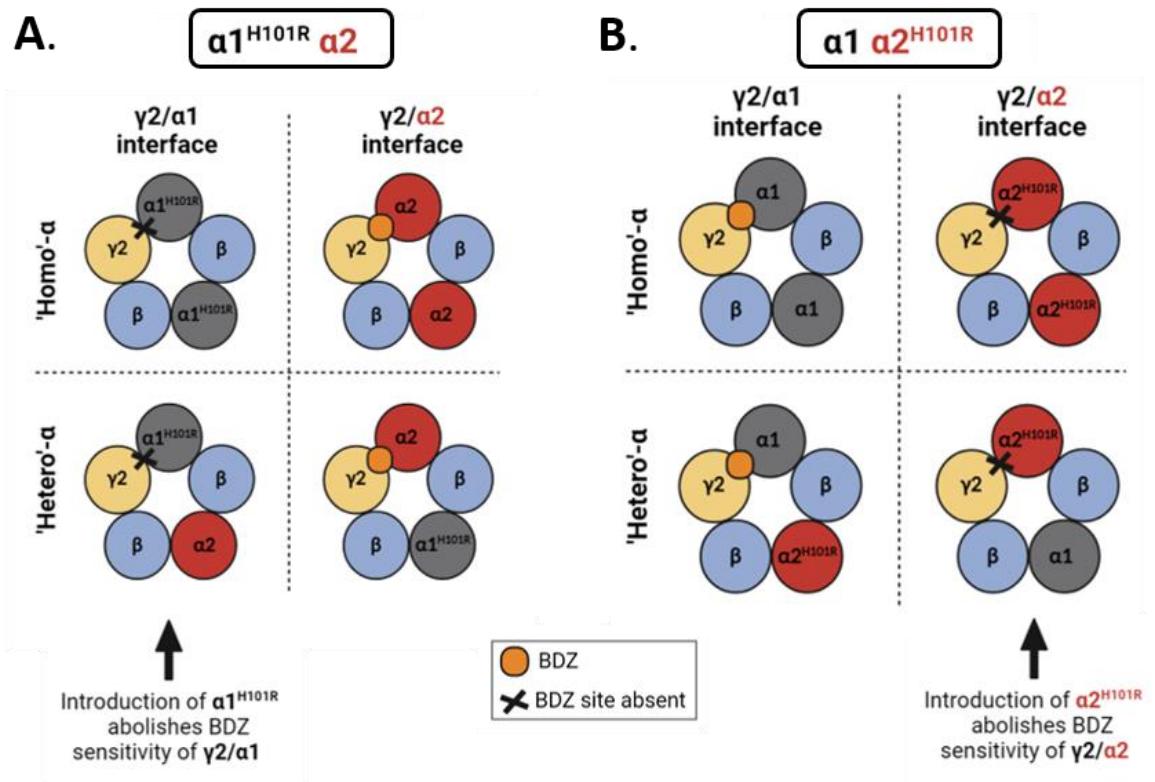 A.
α1H101R α2
γ2/α1
interface
γ2/α2
interface
'Homo'-α
α1H101R
γ2
β
β
α1H101R
α2
γ2
β
β
α2
'Hetero'-α
α1H101R
γ2
β
β
α2
α2
γ2
β
β
α1H101R
Introduction of α1H101R
abolishes BDZ
sensitivity of γ2/α1
B.
α1 α2H101R
γ2/α1
interface
γ2/α2
interface
'Homo'-α
α1
γ2
β
β
α1
α2H101R
γ2
β
β
α2H101R
'Hetero'-α
α1
γ2
β
β
α2H101R
α2H101R
γ2
β
β
α1
Introduction of α2H101R
abolishes BDZ
sensitivity of γ2/α2
BDZ
BDZ site absent